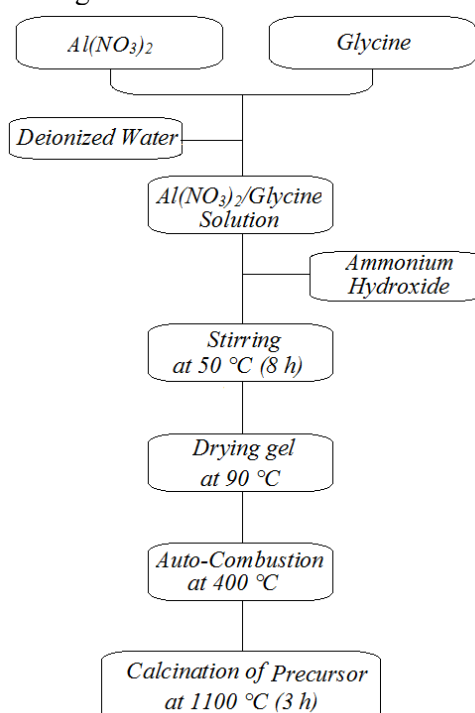 Al(NO3)2
Glycine
Deionized Water
Al(NO3)2/Glycine
Solution
Ammonium
Hydroxide
Stirring
at 50 °C (8 h)
Drying gel
at 90 °C
Auto-Combustion
at 400 °C
Calcination of Precursor
at 1100 °C (3 h)